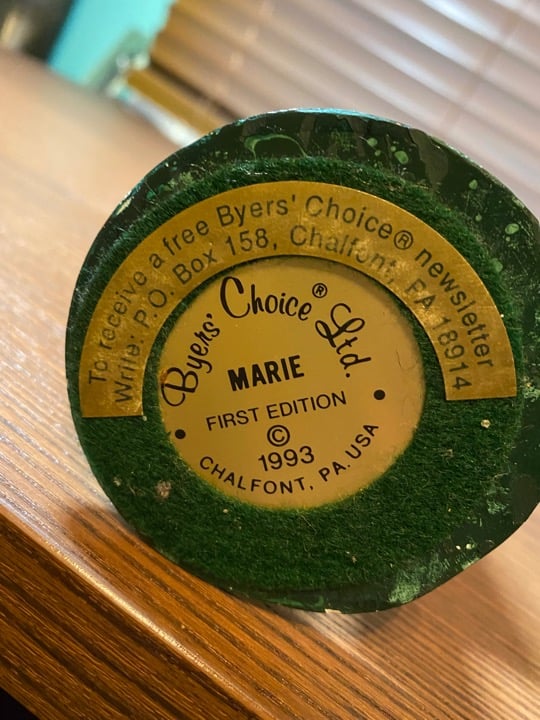 To receive a free Byers' Choice® newsletter
Write: P.O. Box 158, Chalfont, PA 18914
Byers' Choice® Ltd.
MARIE
FIRST EDITION
©
1993
CHALFONT, PA. USA